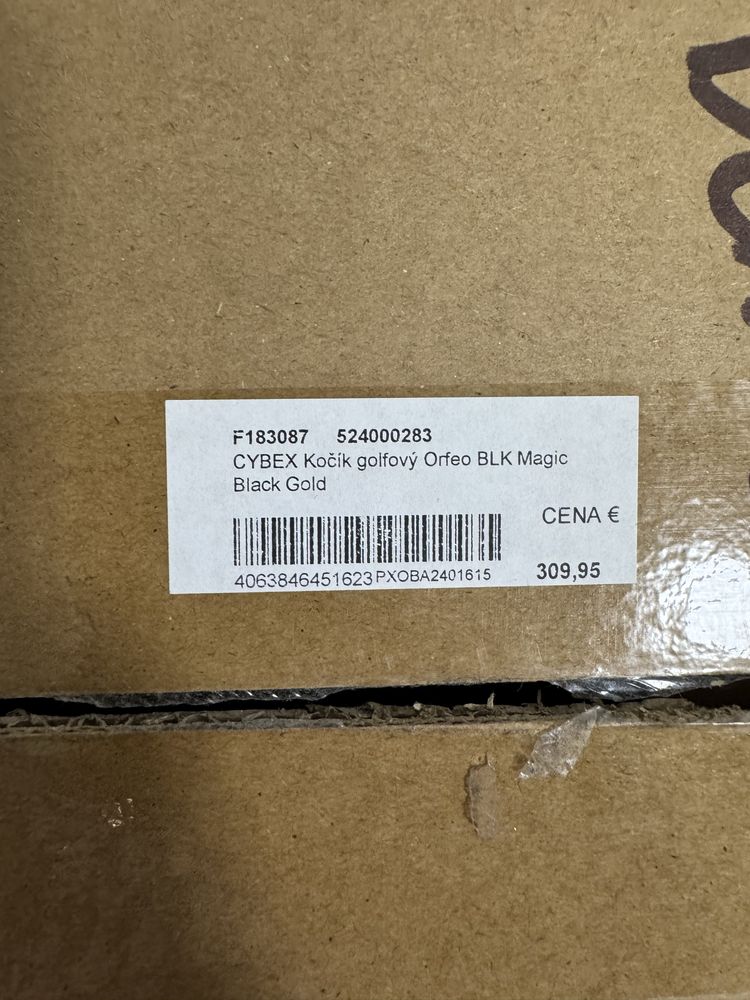 F183087 524000283
CYBEX Kočík golfový Orfeo BLK Magic
Black Gold
CENA €
4063846451623 PXOBA2401615
309,95